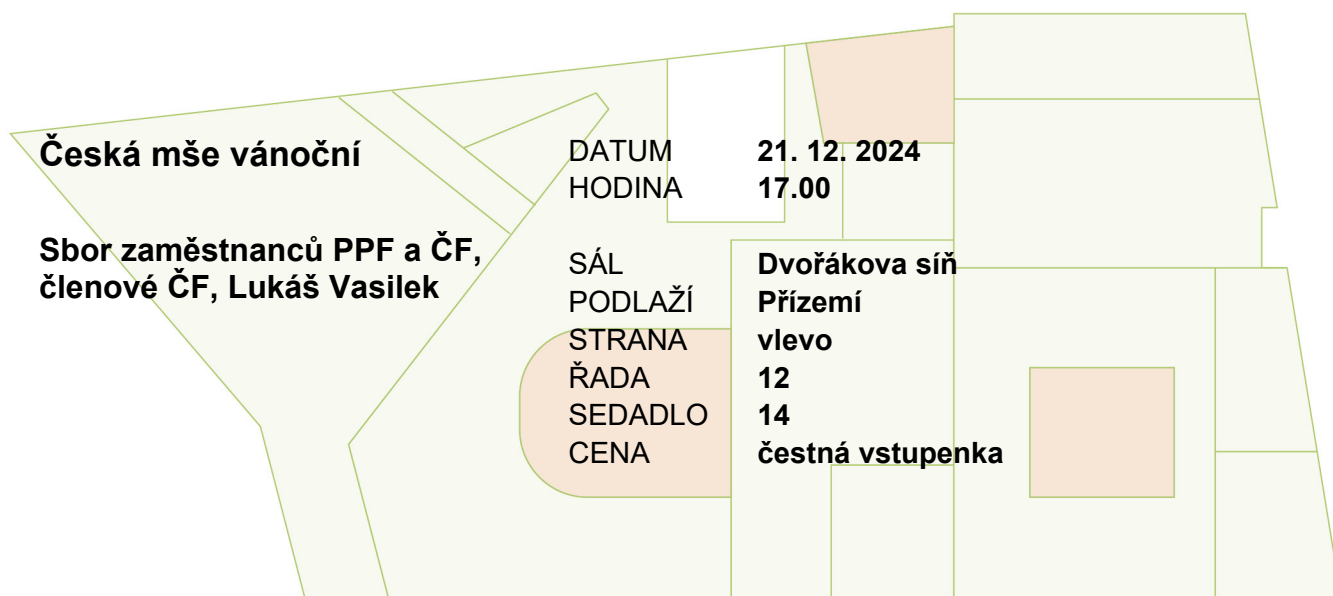 Česká mše vánoční
Sbor zaměstnanců PPF a ČF,
členové ČF, Lukáš Vasilek
DATUM 21. 12. 2024
HODINA 17.00
SÁL Dvořákova síň
PODLAŽÍ Přízemí
STRANA vlevo
ŘADA 12
SEDADLO 14
CENA čestná vstupenka